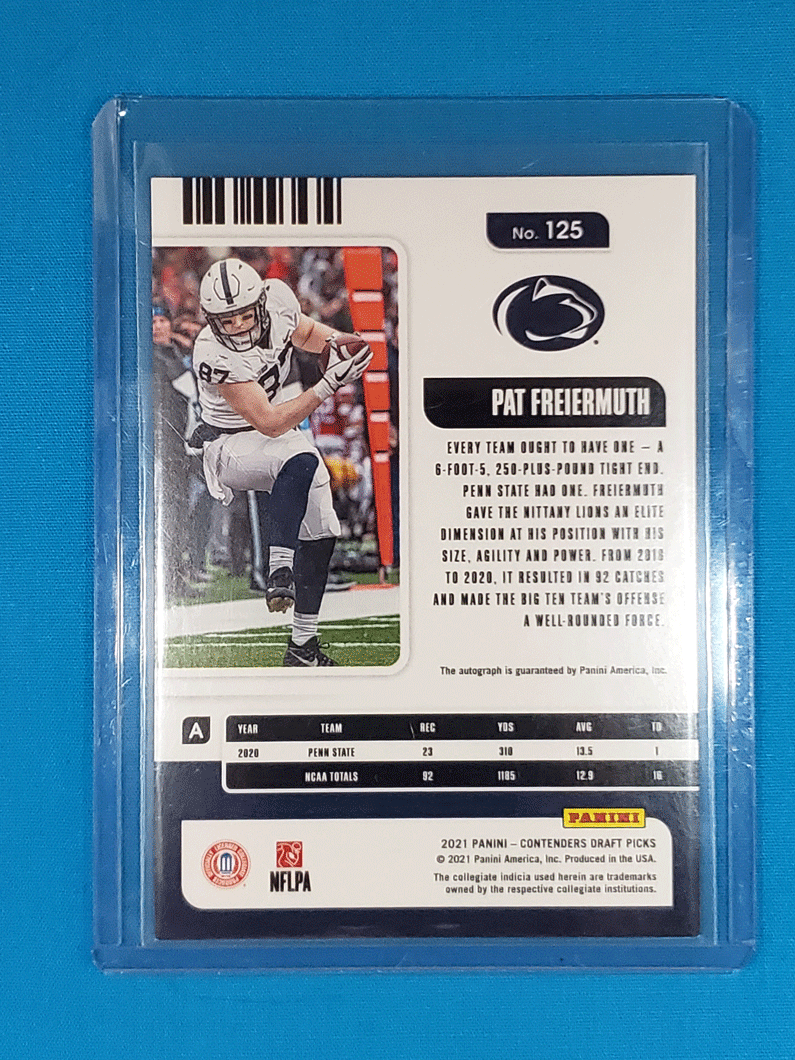 No. 125
PAT FREIERMUTH
EVERY TEAM OUGHT TO HAVE ONE – A
6-FOOT-5, 250-PLUS-POUND TIGHT END.
PENN STATE HAD ONE. FREIERMUTH
GAVE THE NITTANY LIONS AN ELITE
DIMENSION AT HIS POSITION WITH HIS
SIZE, AGILITY AND POWER. FROM 2018
TO 2020, IT RESULTED IN 92 CATCHES
AND MADE THE BIG TEN TEAM'S OFFENSE
A WELL-ROUNDED FORCE.
87
87
The autograph is guaranteed by Panini America, Inc.
A
YEAR TEAM REC YDS AVG TD
2020 PENN STATE 23 310 13.5 1
NCAA TOTALS 92 1185 12.9 16
PANINI
2021 PANINI – CONTENDERS DRAFT PICKS
© 2021 Panini America, Inc. Produced in the USA.
The collegiate indicia used herein are trademarks
owned by the respective collegiate institutions.
OFFICIALLY LICENSED COLLEGIATE PRODUCTS
NFLPA